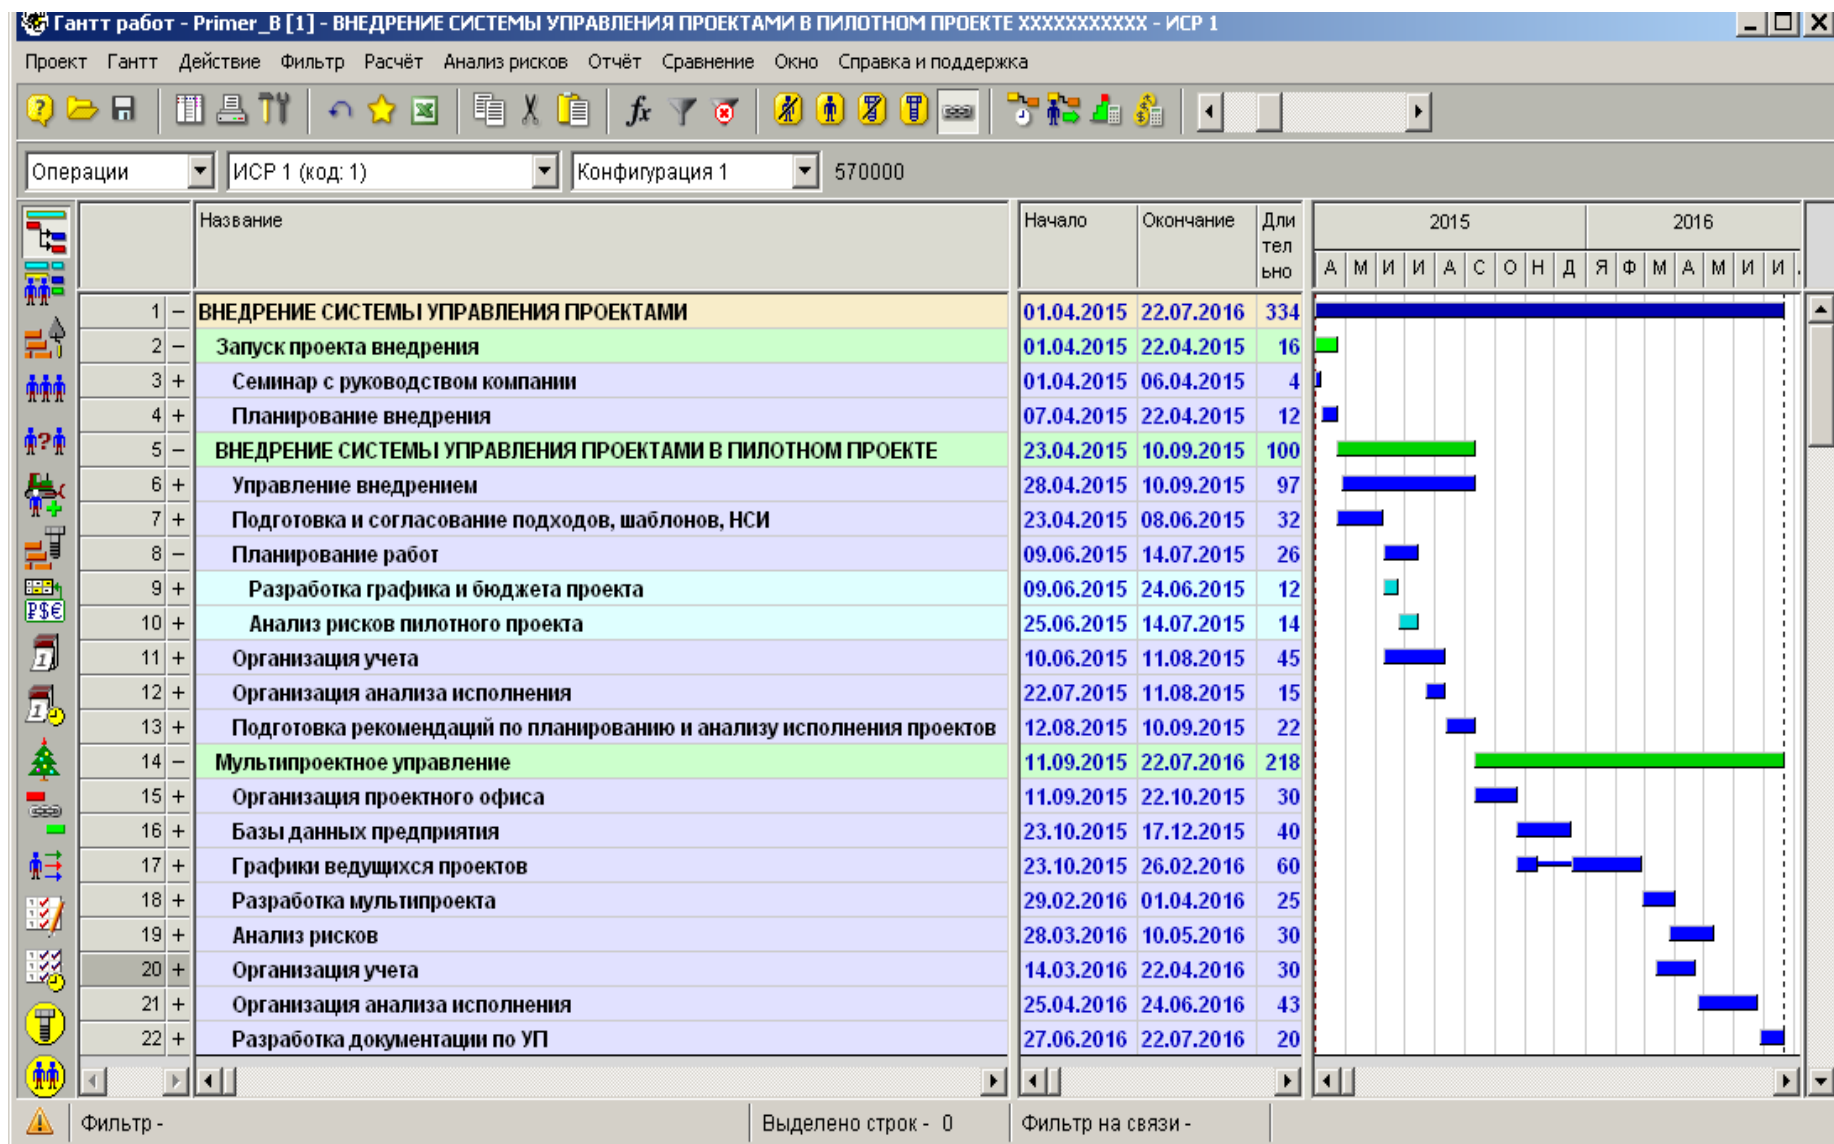 Гантт работ - Primer_B [1] - ВНЕДРЕНИЕ СИСТЕМЫ УПРАВЛЕНИЯ ПРОЕКТАМИ В ПИЛОТНОМ ПРОЕКТЕ XXXXXXXXXXX - ИСР 1
Проект Гантт Действие Фильтр Расчёт Анализ рисков Отчёт Сравнение Окно Справка и поддержка
Операции ИСР 1 (код: 1) Конфигурация 1 570000
Название Начало Окончание Дли 2015 2016
тел
ьно А М И И А С О Н Д Я Ф М А М И И
1 – ВНЕДРЕНИЕ СИСТЕМЫ УПРАВЛЕНИЯ ПРОЕКТАМИ 01.04.2015 22.07.2016 334
2 – Запуск проекта внедрения 01.04.2015 22.04.2015 16
3 + Семинар с руководством компании 01.04.2015 06.04.2015 4
4 + Планирование внедрения 07.04.2015 22.04.2015 12
5 – ВНЕДРЕНИЕ СИСТЕМЫ УПРАВЛЕНИЯ ПРОЕКТАМИ В ПИЛОТНОМ ПРОЕКТЕ 23.04.2015 10.09.2015 100
6 + Управление внедрением 28.04.2015 10.09.2015 97
7 + Подготовка и согласование подходов, шаблонов, НСИ 23.04.2015 08.06.2015 32
8 – Планирование работ 09.06.2015 14.07.2015 26
9 + Разработка графика и бюджета проекта 09.06.2015 24.06.2015 12
10 + Анализ рисков пилотного проекта 25.06.2015 14.07.2015 14
11 + Организация учета 10.06.2015 11.08.2015 45
12 + Организация анализа исполнения 22.07.2015 11.08.2015 15
13 + Подготовка рекомендаций по планированию и анализу исполнения проектов 12.08.2015 10.09.2015 22
14 – Мультипроектное управление 11.09.2015 22.07.2016 218
15 + Организация проектного офиса 11.09.2015 22.10.2015 30
16 + Базы данных предприятия 23.10.2015 17.12.2015 40
17 + Графики ведущихся проектов 23.10.2015 26.02.2016 60
18 + Разработка мультипроекта 29.02.2016 01.04.2016 25
19 + Анализ рисков 28.03.2016 10.05.2016 30
20 + Организация учета 14.03.2016 22.04.2016 30
21 + Организация анализа исполнения 25.04.2016 24.06.2016 43
22 + Разработка документации по УП 27.06.2016 22.07.2016 20
Фильтр - Выделено строк - 0 Фильтр на связи -